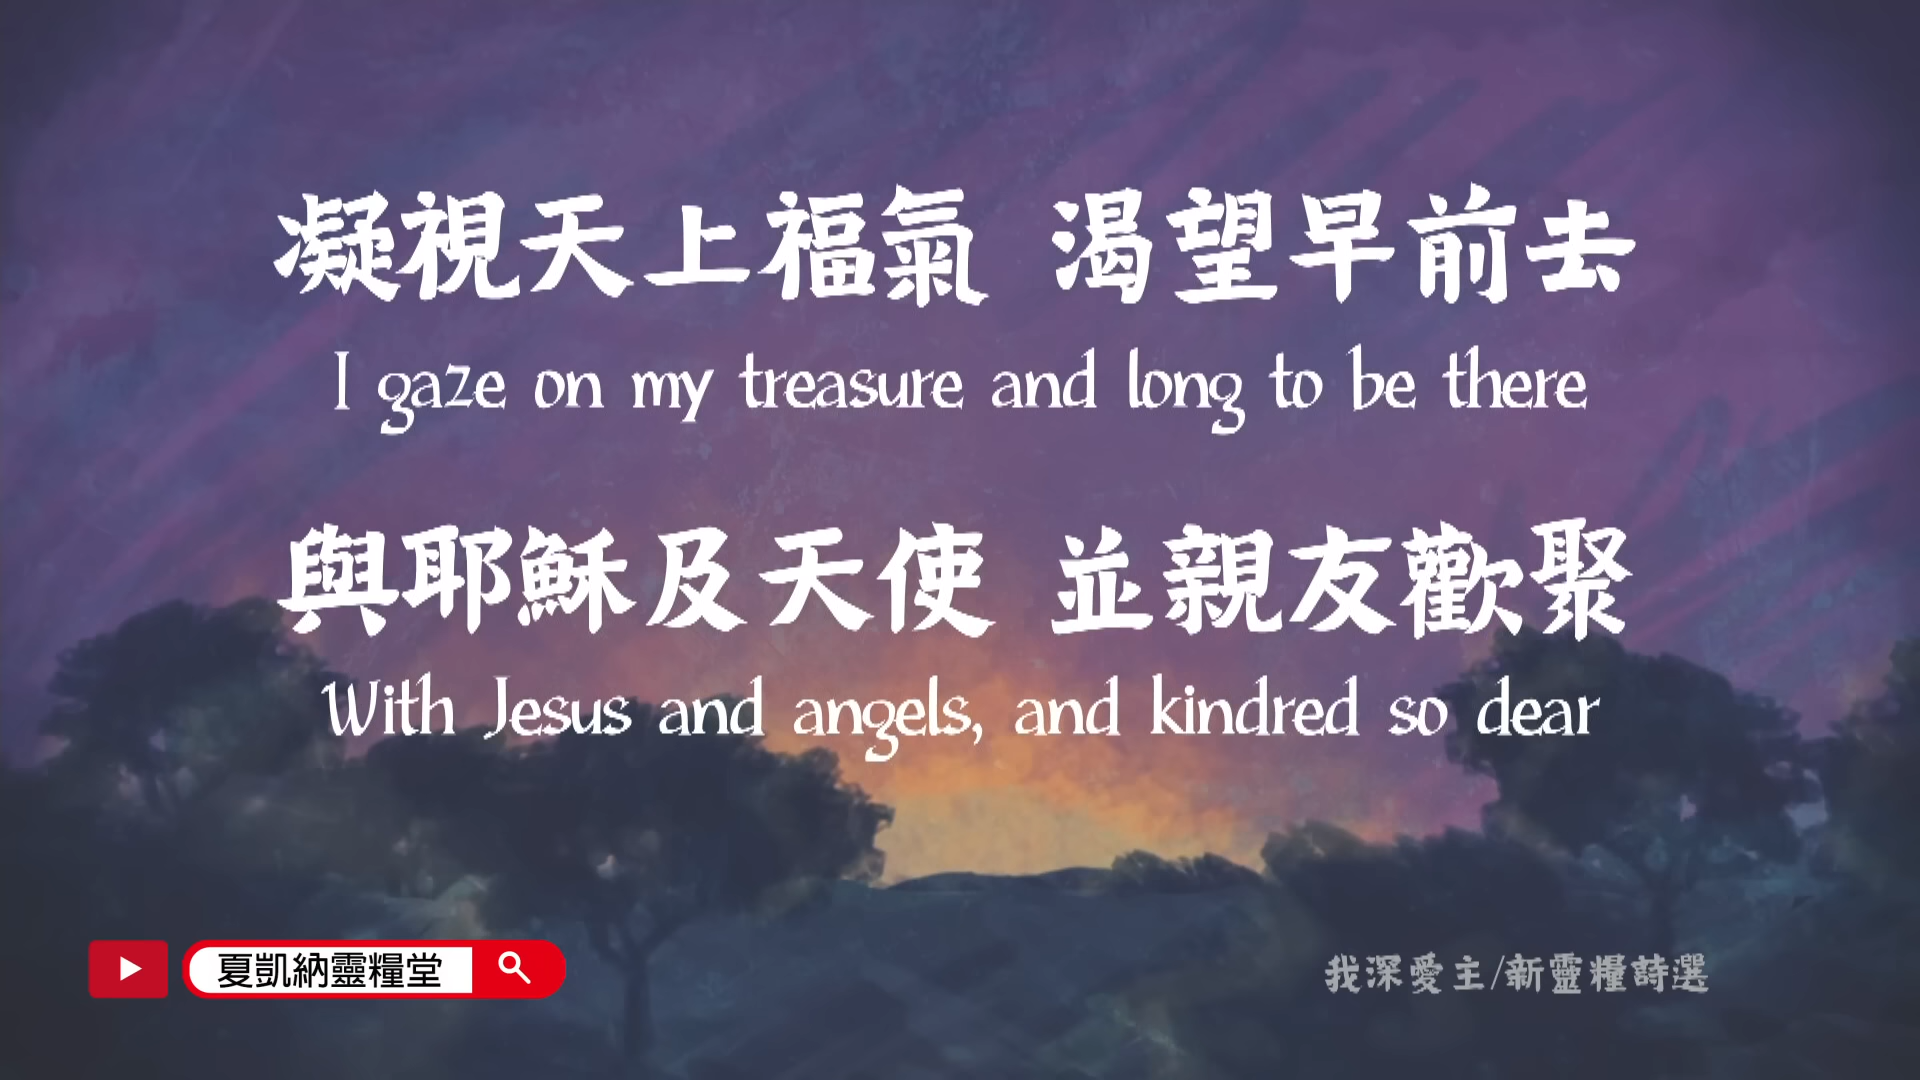 凝視天上福氣 渴望早前去
I gaze on my treasure and long to be there
與耶穌及天使 並親友歡聚
With Jesus and angels, and kindred so dear
夏凱納靈糧堂
我深愛主/新靈糧詩選